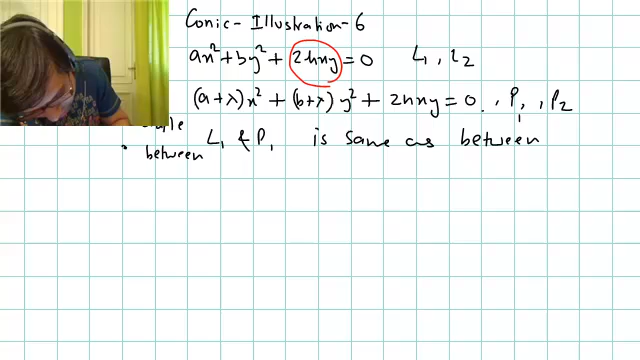 Conic - Illustration - 6
ax² + by² + 2hxy = 0 L₁, L₂
(a+λ)x² + (b+λ)y² + 2hxy = 0. , P₁, P₂
between L₁ & P₁ is same as between